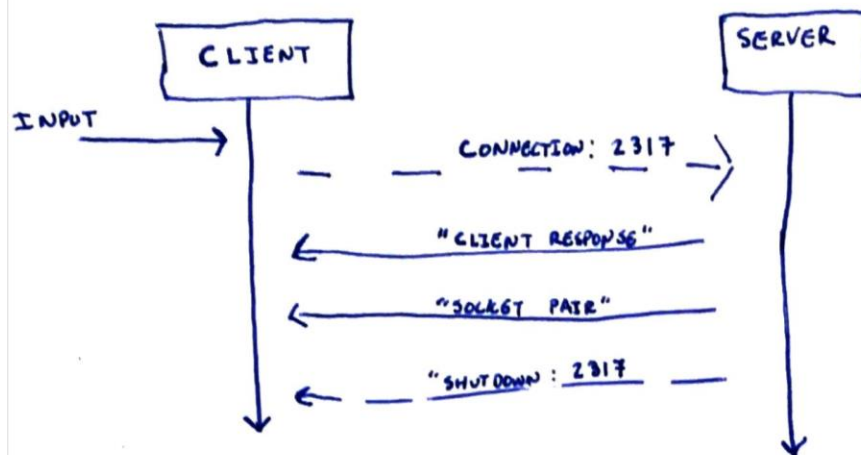 CLIENT
SERVER
INPUT
CONNECTION: 2317
"CLIENT RESPONSE"
"SOCKET PAIR"
"SHUTDOWN: 2317